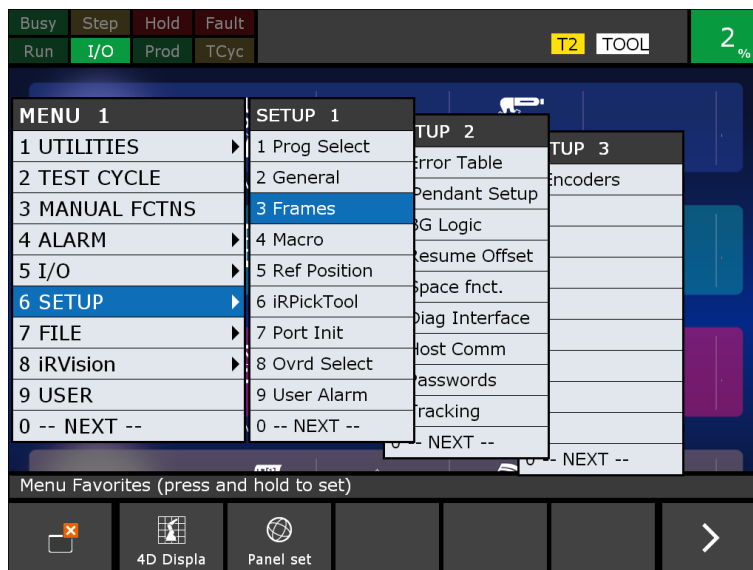 Busy Step Hold Fault
Run I/O Prod TCyc
T2 TOOL
2 %
MENU 1
1 UTILITIES
2 TEST CYCLE
3 MANUAL FCTNS
4 ALARM
5 I/O
6 SETUP
7 FILE
8 iRVision
9 USER
0 -- NEXT --
SETUP 1
1 Prog Select
2 General
3 Frames
4 Macro
5 Ref Position
6 iRPickTool
7 Port Init
8 Ovrd Select
9 User Alarm
0 -- NEXT --
TUP 2
Error Table
Pendant Setup
BG Logic
Resume Offset
Space fnct.
Diag Interface
Host Comm
Passwords
Tracking
0 -- NEXT --
TUP 3
Encoders
0 -- NEXT --
Menu Favorites (press and hold to set)
4D Displa
Panel set